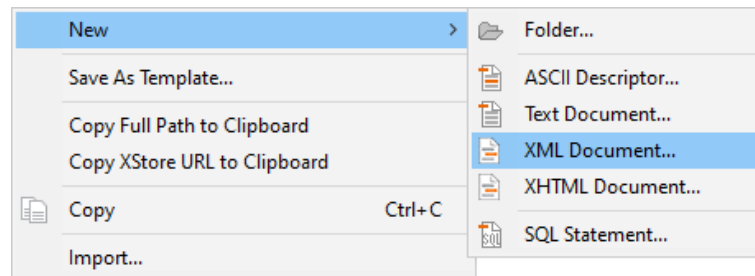 New
Save As Template...
Copy Full Path to Clipboard
Copy XStore URL to Clipboard
Copy Ctrl+C
Import...
Folder...
ASCII Descriptor...
Text Document...
XML Document...
XHTML Document...
SQL
SQL Statement...